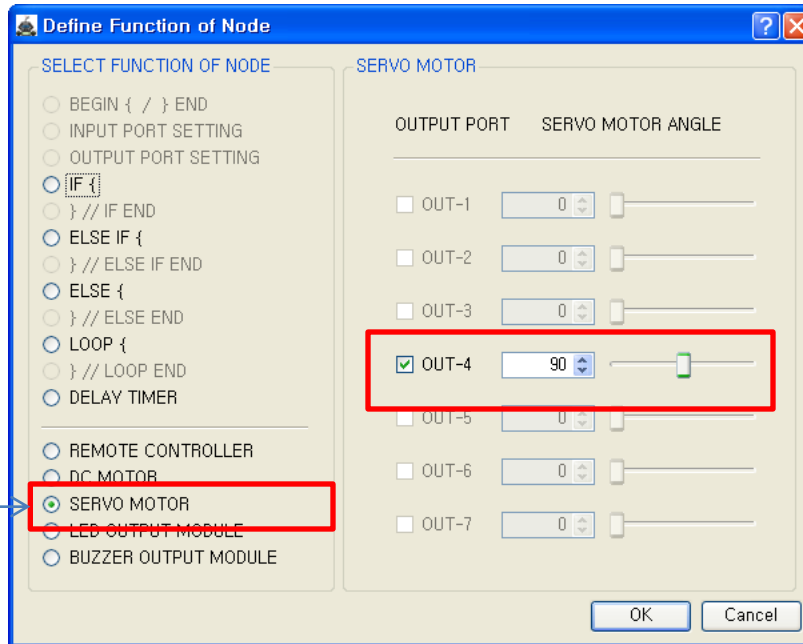 Define Function of Node
SELECT FUNCTION OF NODE
BEGIN { / } END
INPUT PORT SETTING
OUTPUT PORT SETTING
IF {
} // IF END
ELSE IF {
} // ELSE IF END
ELSE {
} // ELSE END
LOOP {
} // LOOP END
DELAY TIMER
REMOTE CONTROLLER
DC MOTOR
SERVO MOTOR
LED OUTPUT MODULE
BUZZER OUTPUT MODULE
SERVO MOTOR
OUTPUT PORT SERVO MOTOR ANGLE
OUT-1 0
OUT-2 0
OUT-3 0
OUT-4 90
OUT-5 0
OUT-6 0
OUT-7 0
OK Cancel